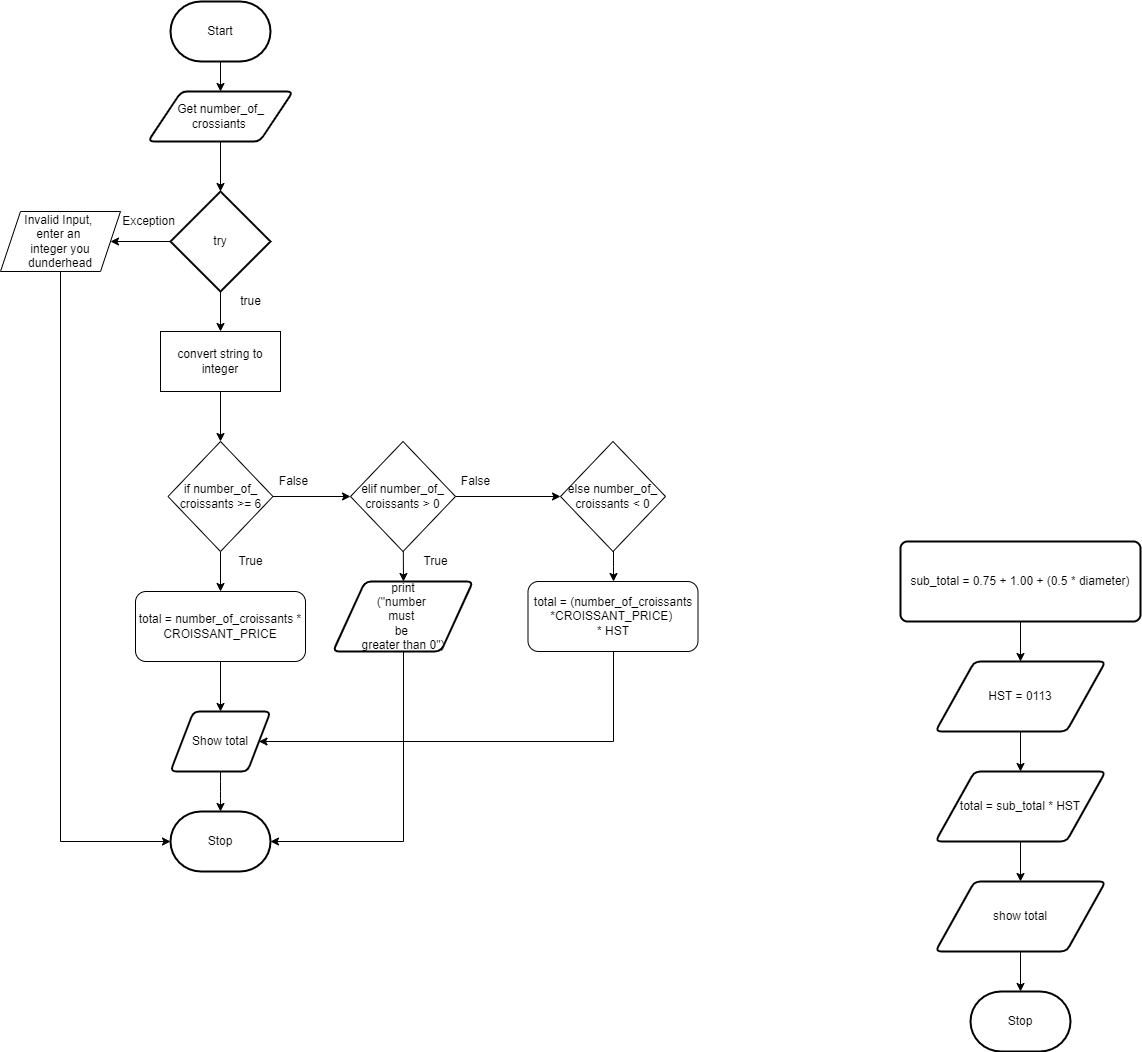 Start
Get number_of_
crossiants
try
Exception
Invalid Input,
enter an
integer you
dunderhead
true
convert string to
integer
if number_of_
croissants >= 6
False
elif number_of_
croissants > 0
False
else number_of_
croissants < 0
True
True
total = number_of_croissants *
CROISSANT_PRICE
print
("number
must
be
greater than 0")
total = (number_of_croissants
*CROISSANT_PRICE)
* HST
Show total
Stop
sub_total = 0.75 + 1.00 + (0.5 * diameter)
HST = 0113
total = sub_total * HST
show total
Stop